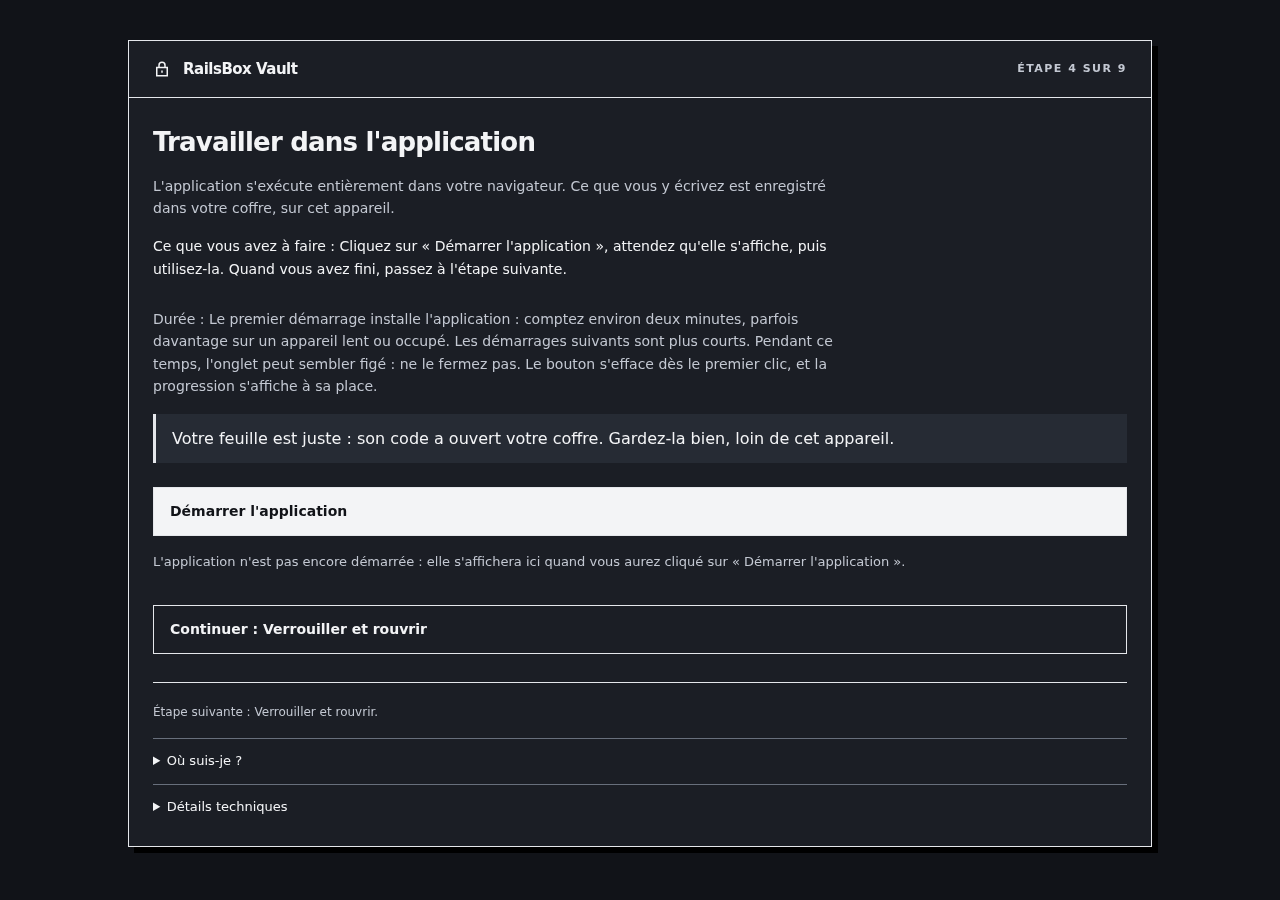 RailsBox Vault
ÉTAPE 4 SUR 9
Travailler dans l'application
L'application s'exécute entièrement dans votre navigateur. Ce que vous y écrivez est enregistré
dans votre coffre, sur cet appareil.
Ce que vous avez à faire : Cliquez sur « Démarrer l'application », attendez qu'elle s'affiche, puis
utilisez-la. Quand vous avez fini, passez à l'étape suivante.
Durée : Le premier démarrage installe l'application : comptez environ deux minutes, parfois
davantage sur un appareil lent ou occupé. Les démarrages suivants sont plus courts. Pendant ce
temps, l'onglet peut sembler figé : ne le fermez pas. Le bouton s'efface dès le premier clic, et la
progression s'affiche à sa place.
Votre feuille est juste : son code a ouvert votre coffre. Gardez-la bien, loin de cet appareil.
Démarrer l'application
L'application n'est pas encore démarrée : elle s'affichera ici quand vous aurez cliqué sur « Démarrer l'application ».
Continuer : Verrouiller et rouvrir
Étape suivante : Verrouiller et rouvrir.
Où suis-je ?
Détails techniques